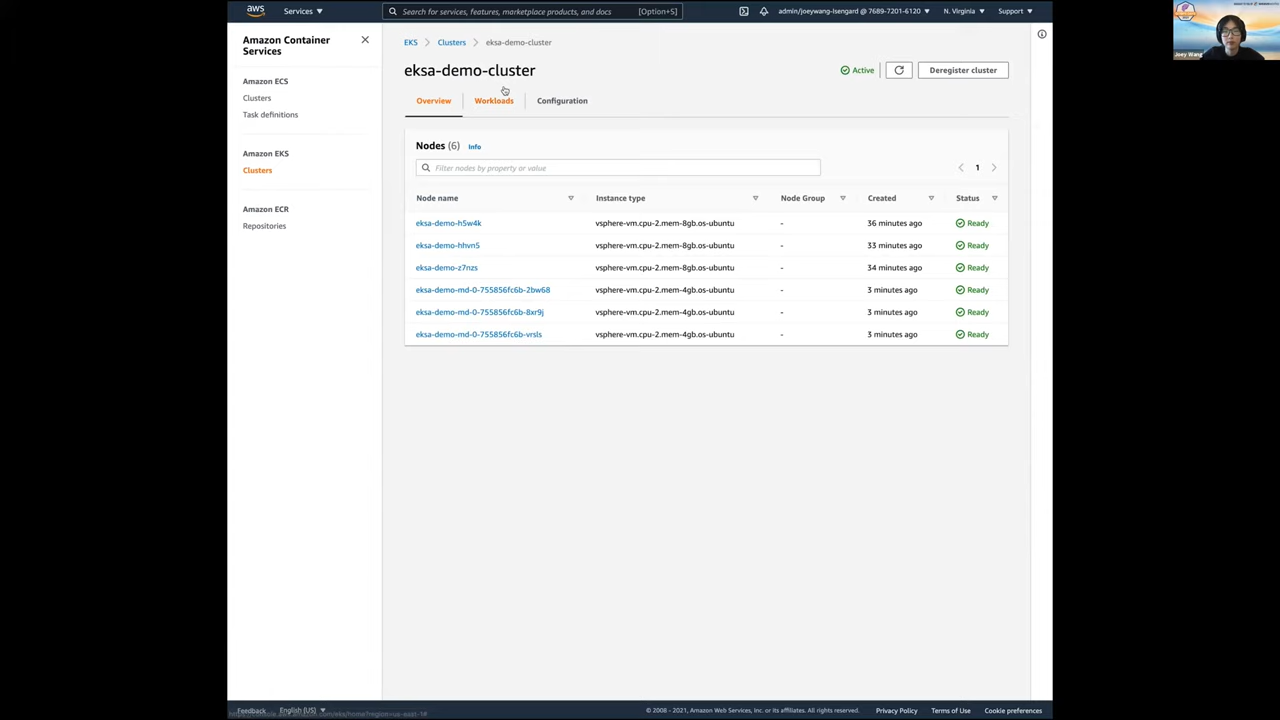 aws
Services
Search for services, features, marketplace products, and docs [Option+S]
admin/joeywang-Isengard @ 7689-7201-6120
N. Virginia
Support
Joey Wang
Amazon Container
Services
Amazon ECS
Clusters
Task definitions
Amazon EKS
Clusters
Amazon ECR
Repositories
EKS
Clusters
eksa-demo-cluster
eksa-demo-cluster
Active
Deregister cluster
Overview
Workloads
Configuration
Nodes (6) Info
Filter nodes by property or value
1
Node name Instance type Node Group Created Status
eksa-demo-h5w4k vsphere-vm.cpu-2.mem-8gb.os-ubuntu - 36 minutes ago Ready
eksa-demo-hhvn5 vsphere-vm.cpu-2.mem-8gb.os-ubuntu - 33 minutes ago Ready
eksa-demo-z7nzs vsphere-vm.cpu-2.mem-8gb.os-ubuntu - 34 minutes ago Ready
eksa-demo-md-0-755856fc6b-2bw68 vsphere-vm.cpu-2.mem-4gb.os-ubuntu - 3 minutes ago Ready
eksa-demo-md-0-755856fc6b-8xr9j vsphere-vm.cpu-2.mem-4gb.os-ubuntu - 3 minutes ago Ready
eksa-demo-md-0-755856fc6b-vrsls vsphere-vm.cpu-2.mem-4gb.os-ubuntu - 3 minutes ago Ready
Feedback English (US)
© 2008 - 2021, Amazon Web Services, Inc. or its affiliates. All rights reserved.
Privacy Policy
Terms of Use
Cookie preferences